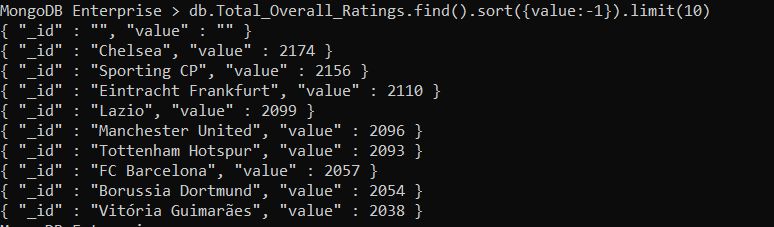 MongoDB Enterprise > db.Total_Overall_Ratings.find().sort({value:-1}).limit(10)
{ "_id" : "", "value" : "" }
{ "_id" : "Chelsea", "value" : 2174 }
{ "_id" : "Sporting CP", "value" : 2156 }
{ "_id" : "Eintracht Frankfurt", "value" : 2110 }
{ "_id" : "Lazio", "value" : 2099 }
{ "_id" : "Manchester United", "value" : 2096 }
{ "_id" : "Tottenham Hotspur", "value" : 2093 }
{ "_id" : "FC Barcelona", "value" : 2057 }
{ "_id" : "Borussia Dortmund", "value" : 2054 }
{ "_id" : "Vitória Guimarães", "value" : 2038 }